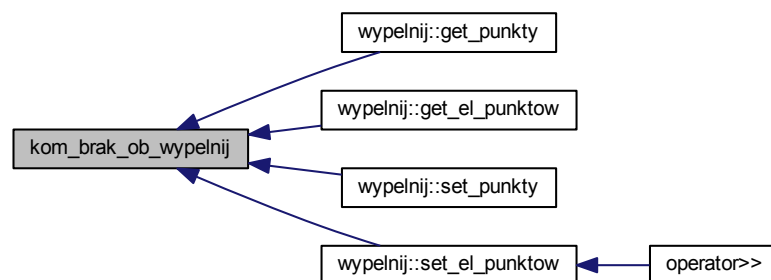 wypelnij::get_punkty
wypelnij::get_el_punktow
kom_brak_ob_wypelnij
wypelnij::set_punkty
wypelnij::set_el_punktow
operator>>